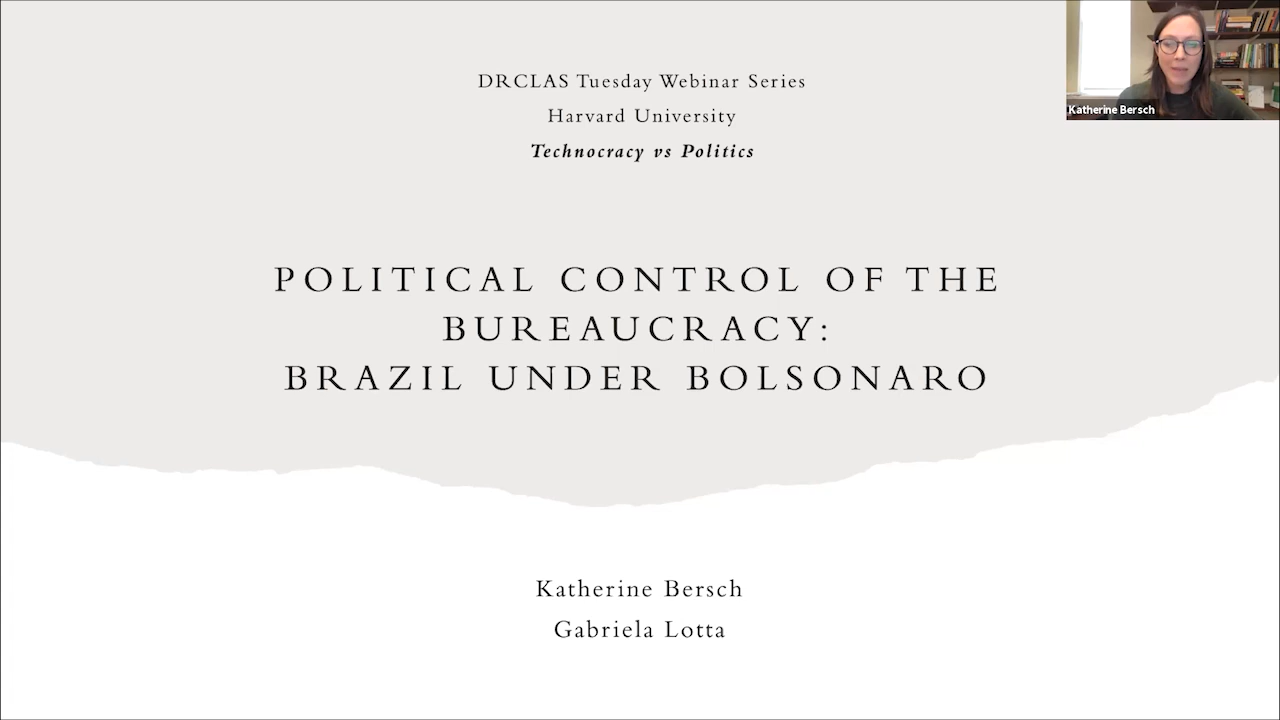 DRCLAS Tuesday Webinar Series
Harvard University
Technocracy vs Politics
Katherine Bersch
POLITICAL CONTROL OF THE
BUREAUCRACY:
BRAZIL UNDER BOLSONARO
Katherine Bersch
Gabriela Lotta